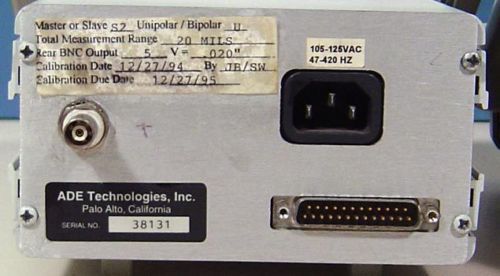 Master or Slave S2 Unipolar / Bipolar U
Total Measurement Range 20 MILS
Rear BNC Output 5 V= .020"
Calibration Date 12/27/94 By JB/SW
Calibration Due Date 12/27/95
105-125VAC
47-420 HZ
ADE Technologies, Inc.
Palo Alto, California
SERIAL NO. 38131